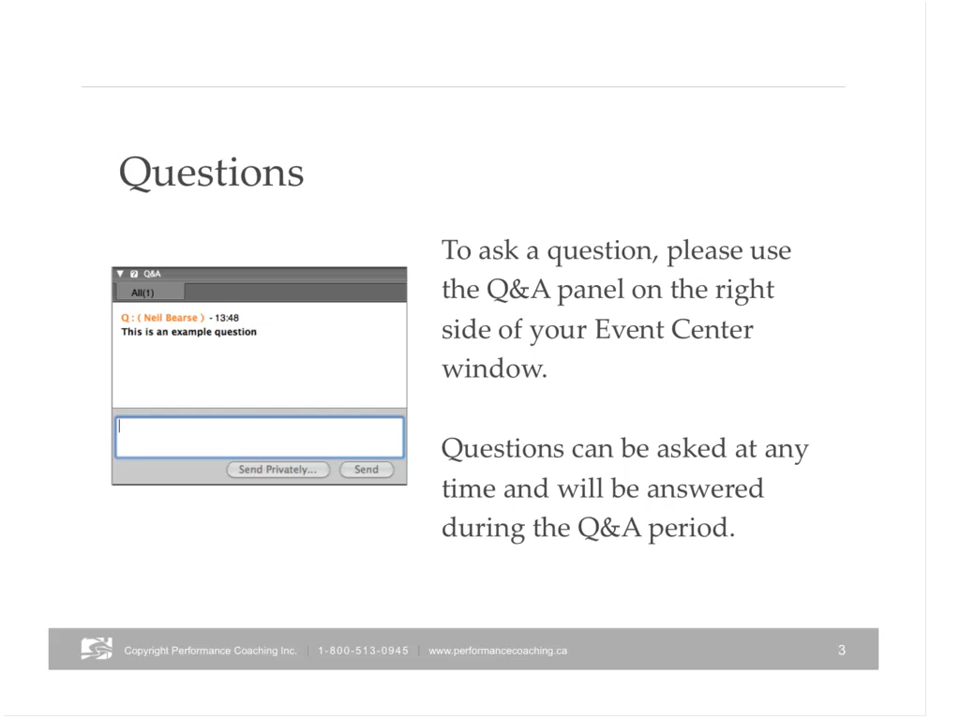 Questions
Q&A
All(1)
Q : ( Neil Bearse ) - 13:48
This is an example question
Send Privately... Send
To ask a question, please use
the Q&A panel on the right
side of your Event Center
window.
Questions can be asked at any
time and will be answered
during the Q&A period.
Copyright Performance Coaching Inc. | 1-800-513-0945 | www.performancecoaching.ca 3